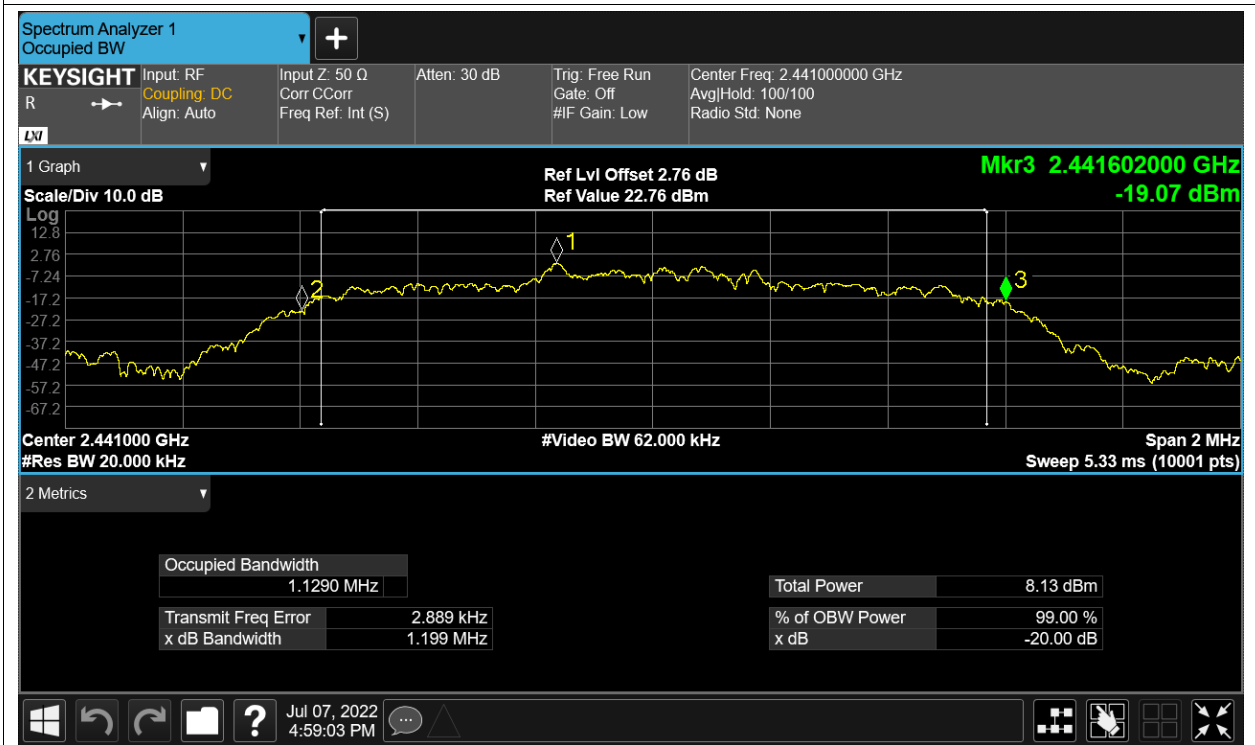 Spectrum Analyzer 1
Occupied BW
KEYSIGHT Input: RF Input Z: 50 Ω Atten: 30 dB Trig: Free Run Center Freq: 2.441000000 GHz
R Coupling: DC Corr CCorr Gate: Off Avg|Hold: 100/100
Align: Auto Freq Ref: Int (S) #IF Gain: Low Radio Std: None
LXI
1 Graph Ref Lvl Offset 2.76 dB Mkr3 2.441602000 GHz
Scale/Div 10.0 dB Ref Value 22.76 dBm -19.07 dBm
Log
12.8
2.76
-7.24
-17.2
-27.2
-37.2
-47.2
-57.2
-67.2
1
2
3
Center 2.441000 GHz #Video BW 62.000 kHz Span 2 MHz
#Res BW 20.000 kHz Sweep 5.33 ms (10001 pts)
2 Metrics
Occupied Bandwidth
1.1290 MHz Total Power 8.13 dBm
Transmit Freq Error 2.889 kHz % of OBW Power 99.00 %
x dB Bandwidth 1.199 MHz x dB -20.00 dB
? Jul 07, 2022
4:59:03 PM